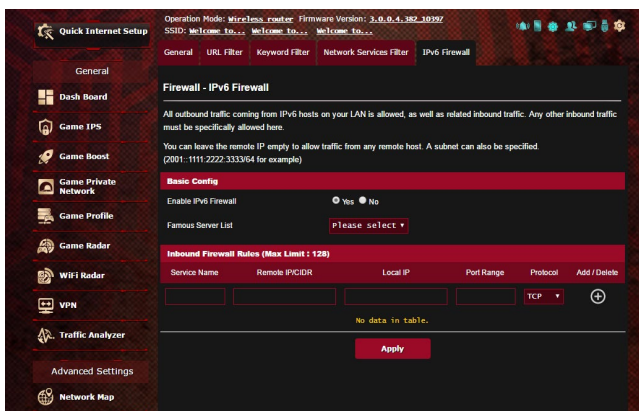 Quick Internet Setup
General
Dash Board
Game IPS
Game Boost
Game Private
Network
Game Profile
Game Radar
WiFi Radar
VPN
Traffic Analyzer
Advanced Settings
Network Map
Operation Mode: Wireless router Firmware Version: 3.0.0.4.382_10397
SSID: Welcome to... Welcome to... Welcome to...
General URL Filter Keyword Filter Network Services Filter IPv6 Firewall
Firewall - IPv6 Firewall
All outbound traffic coming from IPv6 hosts on your LAN is allowed, as well as related inbound traffic. Any other inbound traffic
must be specifically allowed here.
You can leave the remote IP empty to allow traffic from any remote host. A subnet can also be specified.
(2001::1111:2222:3333/64 for example)
Basic Config
Enable IPv6 Firewall Yes No
Famous Server List Please select
Inbound Firewall Rules (Max Limit : 128)
Service Name Remote IP/CIDR Local IP Port Range Protocol Add / Delete
TCP
No data in table.
Apply